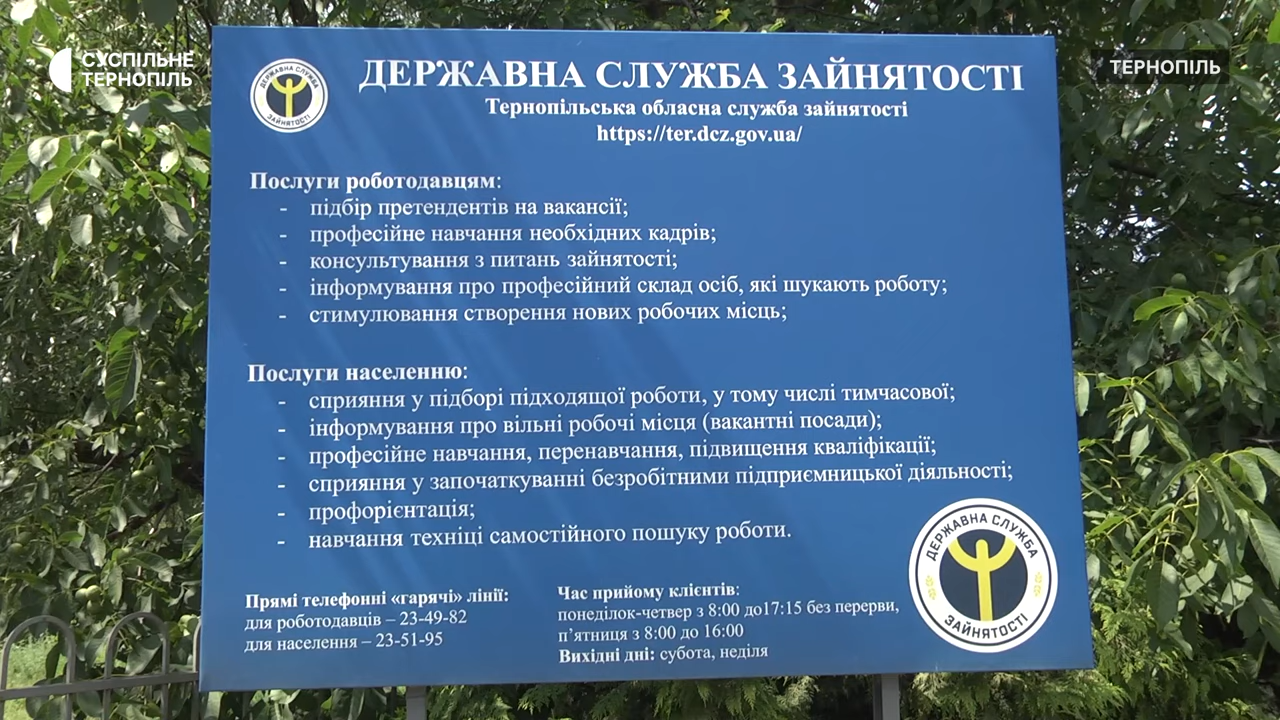 СУСПІЛЬНЕ
ТЕРНОПІЛЬ
ТЕРНОПІЛЬ
ДЕРЖАВНА СЛУЖБА ЗАЙНЯТОСТІ
Тернопільська обласна служба зайнятості
https://ter.dcz.gov.ua/
ЗАЙНЯТОСТІ
Послуги роботодавцям:
- підбір претендентів на вакансії;
- професійне навчання необхідних кадрів;
- консультування з питань зайнятості;
- інформування про професійний склад осіб, які шукають роботу;
- стимулювання створення нових робочих місць;
Послуги населенню:
- сприяння у підборі підходящої роботи, у тому числі тимчасової;
- інформування про вільні робочі місця (вакантні посади);
- професійне навчання, перенавчання, підвищення кваліфікації;
- сприяння у започаткуванні безробітними підприємницької діяльності;
- профорієнтація;
- навчання техніці самостійного пошуку роботи.
Прямі телефонні «гарячі» лінії:
для роботодавців – 23-49-82
для населення – 23-51-95
Час прийому клієнтів:
понеділок-четвер з 8:00 до17:15 без перерви,
п’ятниця з 8:00 до 16:00
Вихідні дні: субота, неділя
ДЕРЖАВНА СЛУЖБА
ЗАЙНЯТОСТІ